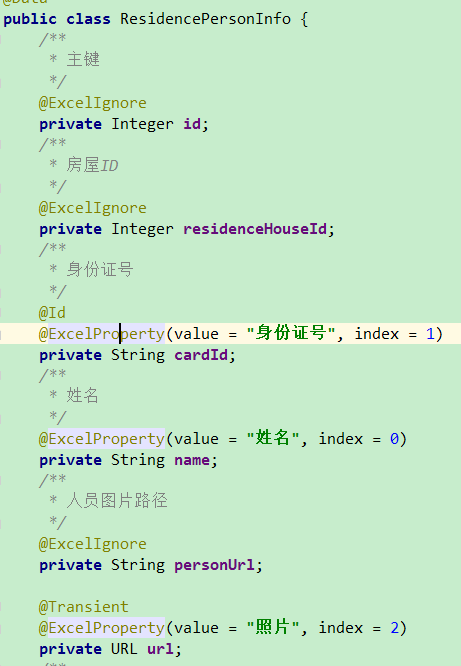 @Data
public class ResidencePersonInfo {
/**
* 主键
*/
@ExcelIgnore
private Integer id;
/**
* 房屋ID
*/
@ExcelIgnore
private Integer residenceHouseId;
/**
* 身份证号
*/
@Id
@ExcelProperty(value = "身份证号", index = 1)
private String cardId;
/**
* 姓名
*/
@ExcelProperty(value = "姓名", index = 0)
private String name;
/**
* 人员图片路径
*/
@ExcelIgnore
private String personUrl;
@Transient
@ExcelProperty(value = "照片", index = 2)
private URL url;
/**